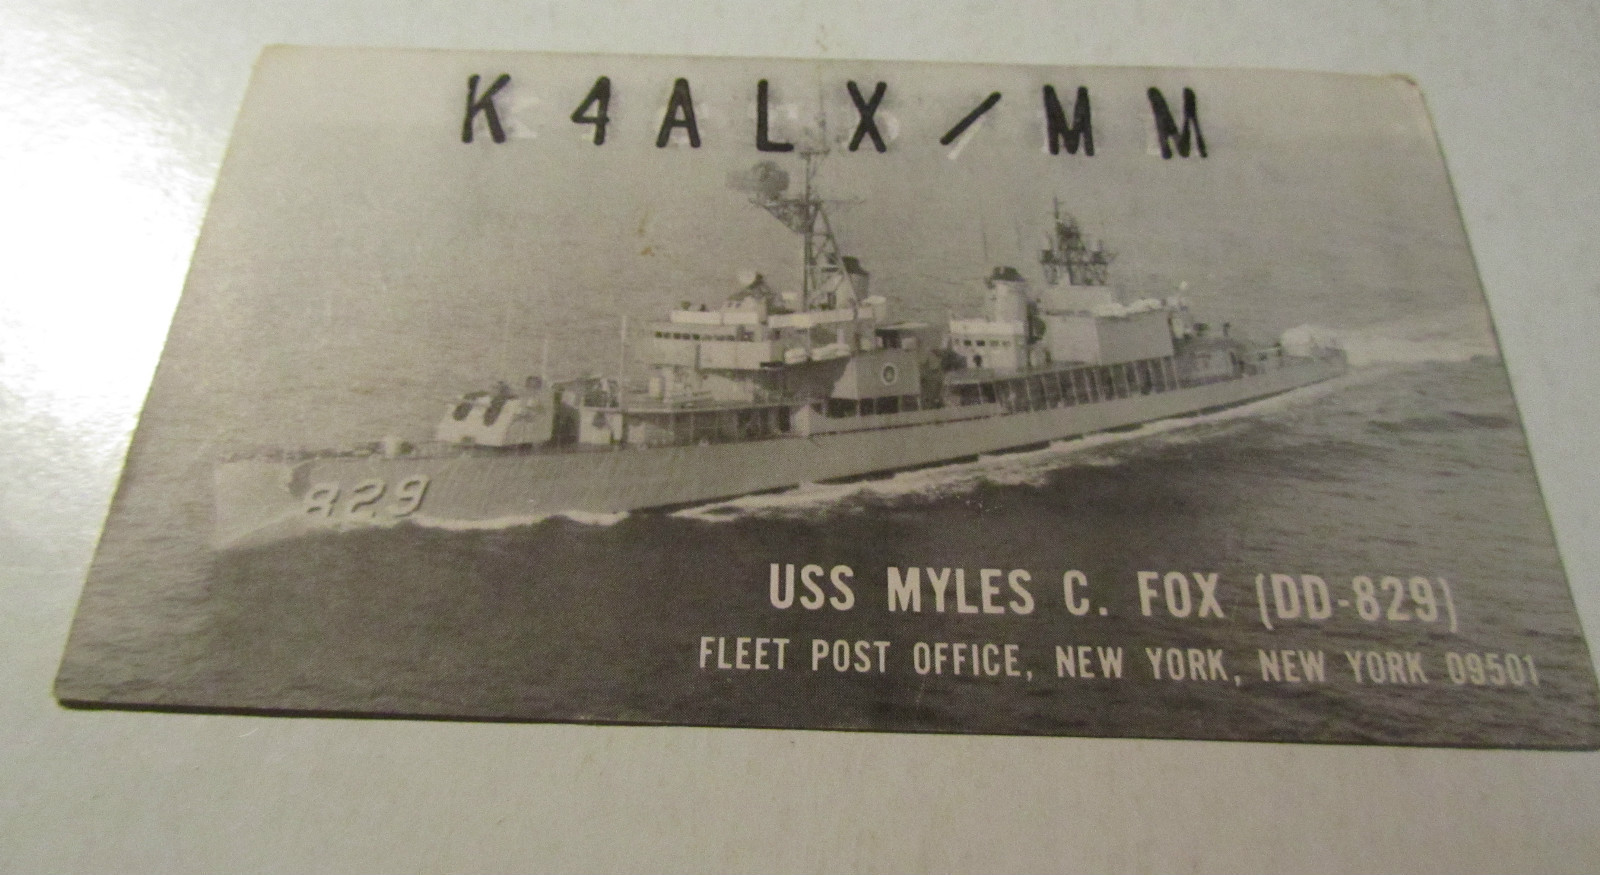 K4ALX/MM
829
USS MYLES C. FOX (DD-829)
FLEET POST OFFICE, NEW YORK, NEW YORK 09501